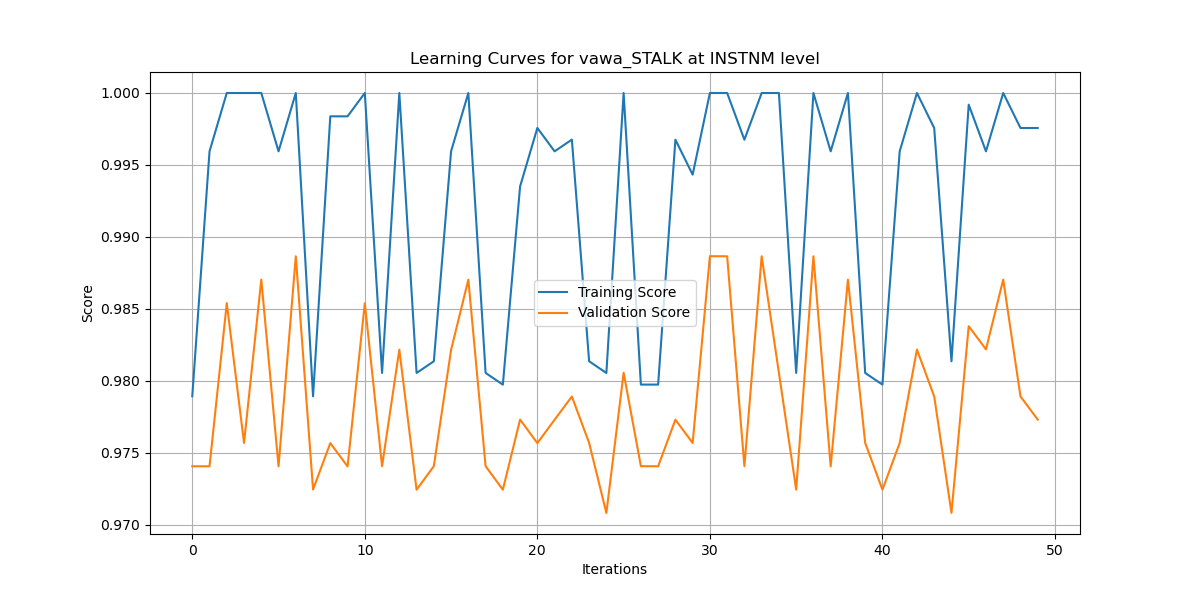 Learning Curves for vawa_STALK at INSTNM level
1.000
0.995
0.990
0.985
0.980
0.975
0.970
Score
Training Score
Validation Score
0 10 20 30 40 50
Iterations